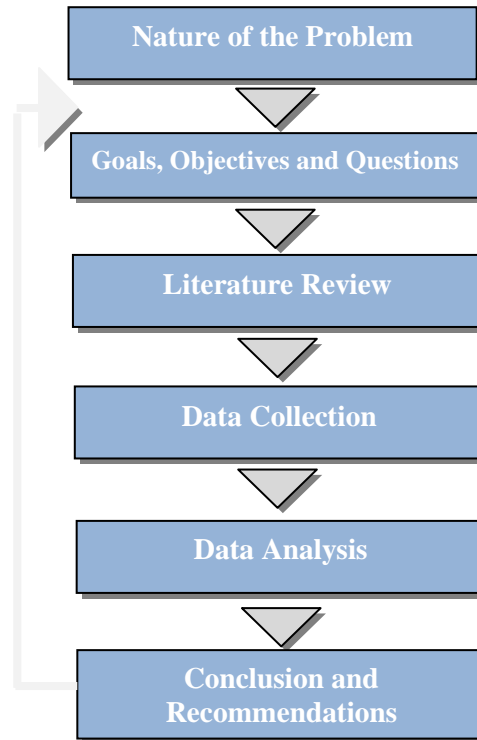 Nature of the Problem
Goals, Objectives and Questions
Literature Review
Data Collection
Data Analysis
Conclusion and
Recommendations